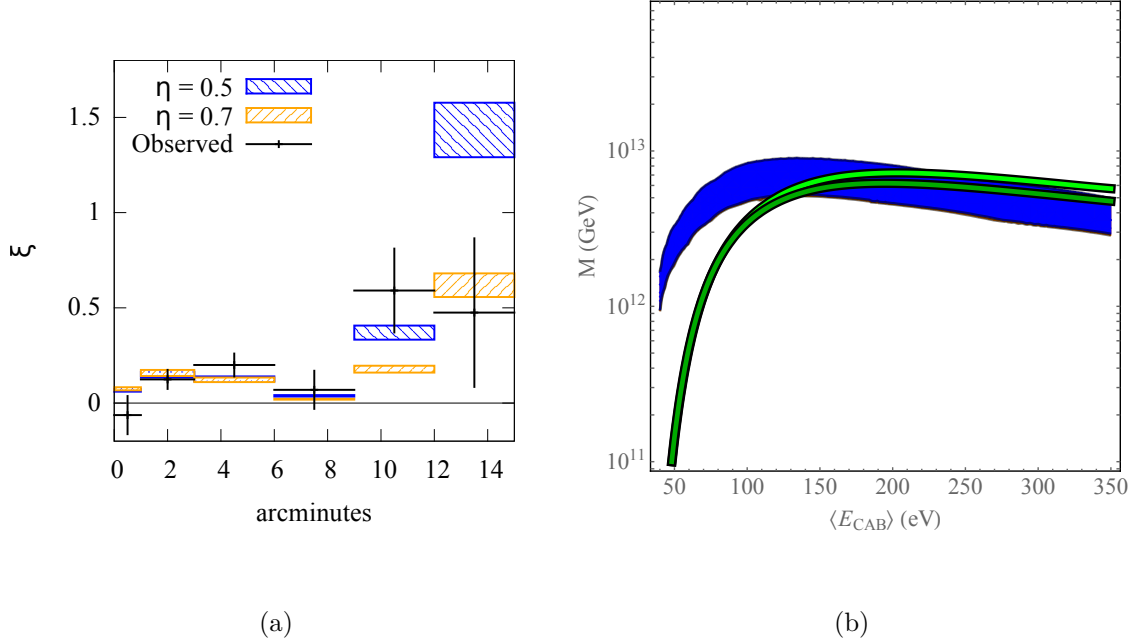 η = 0.5
η = 0.7
Observed
1.5
1
0.5
0
ξ
0 2 4 6 8 10 12 14
arcminutes
(a)
10^13
10^12
10^11
M (GeV)
50 100 150 200 250 300 350
⟨E_CAB⟩ (eV)
(b)